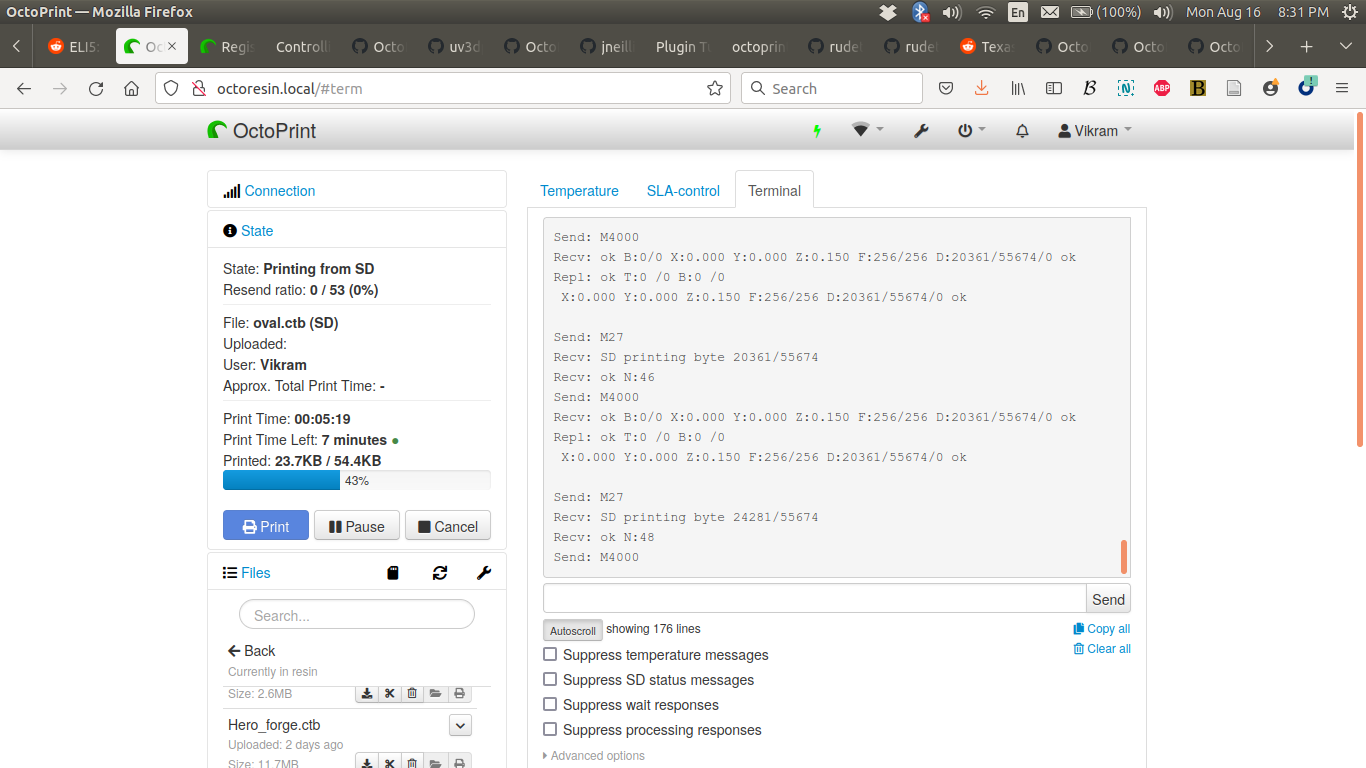 OctoPrint — Mozilla Firefox
En
(100%)
Mon Aug 16
8:31 PM
ELI5:
Oc
Regis
Controlli
Octo
uv3d
Octo
jneill
Plugin Tu
octoprin
rudel
rudel
Texa
Octo
Octo
Octo
octoresin.local/#term
Search
ABP
B
OctoPrint
Vikram
Connection
State
State: Printing from SD
Resend ratio: 0 / 53 (0%)
File: oval.ctb (SD)
Uploaded:
User: Vikram
Approx. Total Print Time: -
Print Time: 00:05:19
Print Time Left: 7 minutes
Printed: 23.7KB / 54.4KB
43%
Print
Pause
Cancel
Files
Search...
Back
Currently in resin
Size: 2.6MB
Hero_forge.ctb
Uploaded: 2 days ago
Size: 11.7MB
Temperature
SLA-control
Terminal
Send: M4000
Recv: ok B:0/0 X:0.000 Y:0.000 Z:0.150 F:256/256 D:20361/55674/0 ok
Repl: ok T:0 /0 B:0 /0
X:0.000 Y:0.000 Z:0.150 F:256/256 D:20361/55674/0 ok
Send: M27
Recv: SD printing byte 20361/55674
Recv: ok N:46
Send: M4000
Recv: ok B:0/0 X:0.000 Y:0.000 Z:0.150 F:256/256 D:20361/55674/0 ok
Repl: ok T:0 /0 B:0 /0
X:0.000 Y:0.000 Z:0.150 F:256/256 D:20361/55674/0 ok
Send: M27
Recv: SD printing byte 24281/55674
Recv: ok N:48
Send: M4000
Send
Autoscroll
showing 176 lines
Copy all
Clear all
Suppress temperature messages
Suppress SD status messages
Suppress wait responses
Suppress processing responses
Advanced options